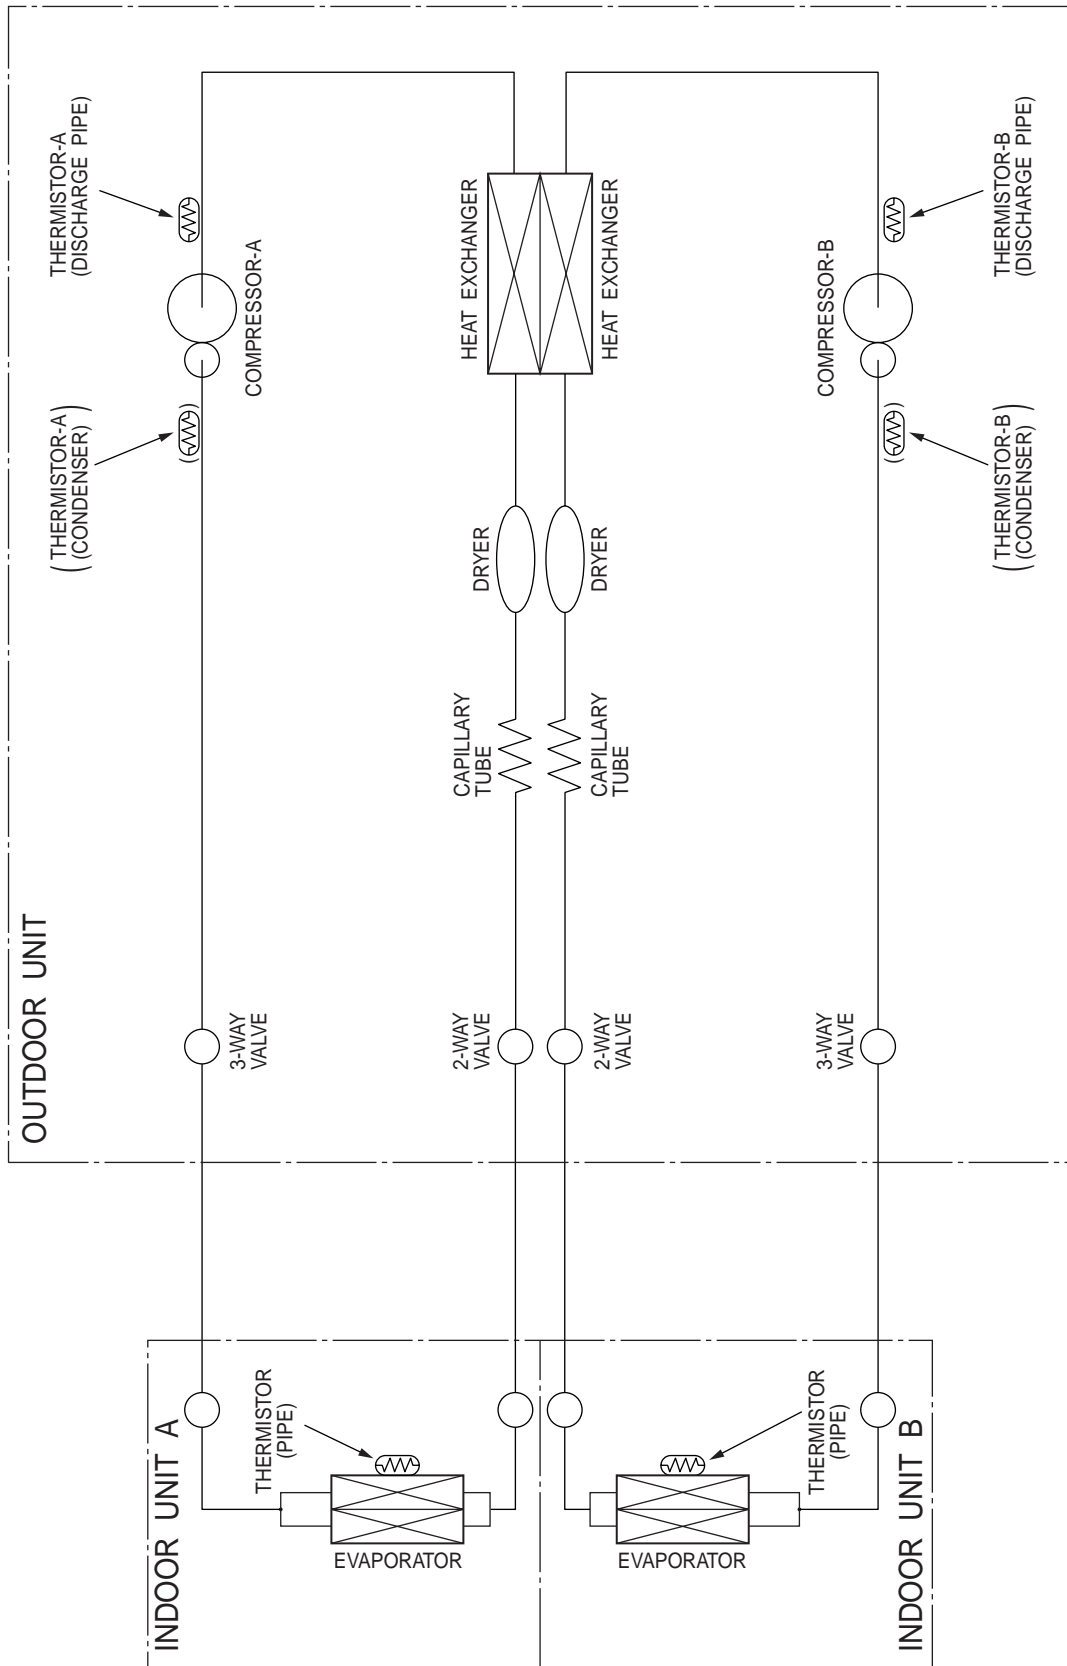 OUTDOOR UNIT
THERMISTOR-A
(DISCHARGE PIPE)
COMPRESSOR-A
(THERMISTOR-A
(CONDENSER))
HEAT EXCHANGER
HEAT EXCHANGER
THERMISTOR-B
(DISCHARGE PIPE)
COMPRESSOR-B
(THERMISTOR-B
(CONDENSER))
DRYER
DRYER
CAPILLARY
TUBE
CAPILLARY
TUBE
3-WAY
VALVE
2-WAY
VALVE
2-WAY
VALVE
3-WAY
VALVE
INDOOR UNIT A
THERMISTOR
(PIPE)
EVAPORATOR
INDOOR UNIT B
THERMISTOR
(PIPE)
EVAPORATOR